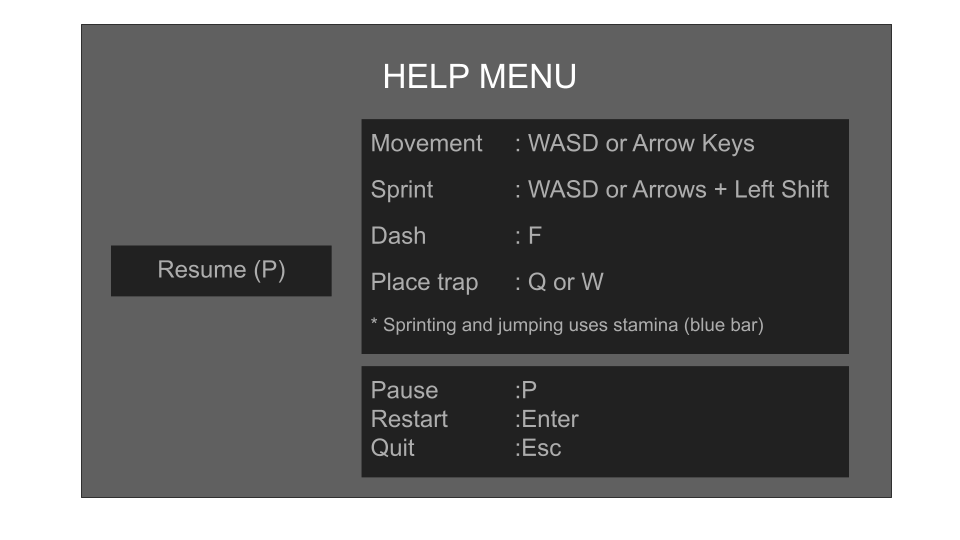 HELP MENU
Resume (P)
Movement : WASD or Arrow Keys
Sprint : WASD or Arrows + Left Shift
Dash : F
Place trap : Q or W
* Sprinting and jumping uses stamina (blue bar)
Pause :P
Restart :Enter
Quit :Esc